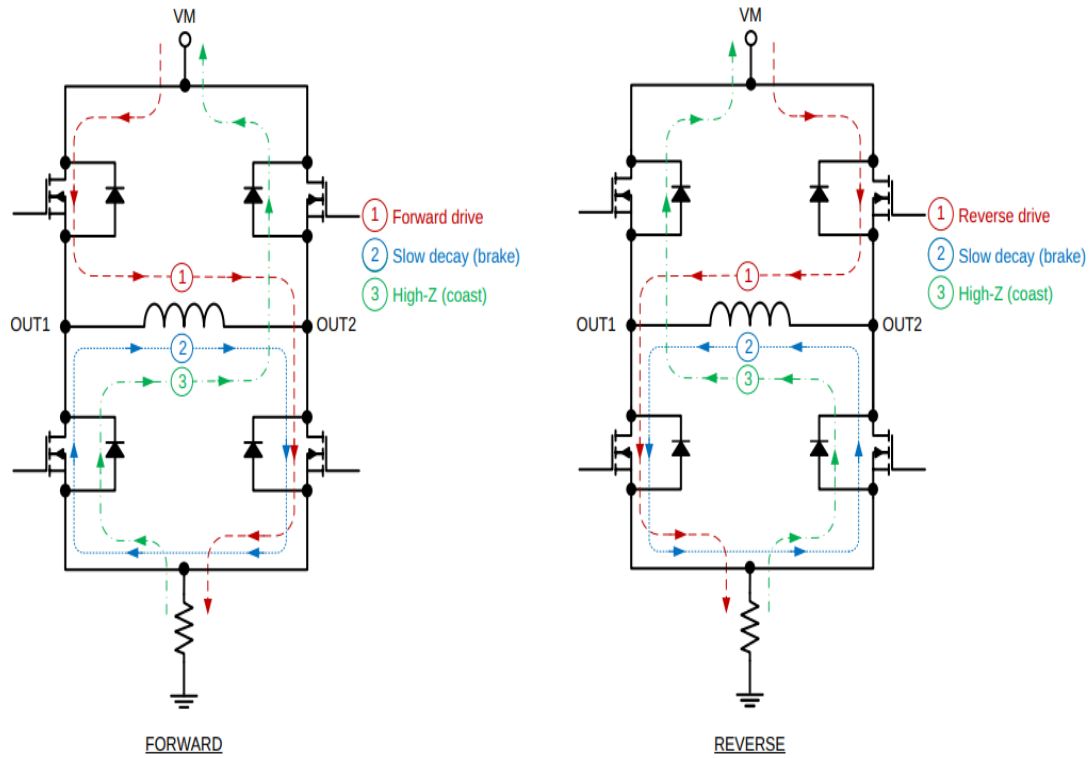 VM
1 Forward drive
2 Slow decay (brake)
3 High-Z (coast)
1
OUT1
OUT2
2
3
FORWARD
VM
1 Reverse drive
2 Slow decay (brake)
3 High-Z (coast)
1
OUT1
OUT2
2
3
REVERSE